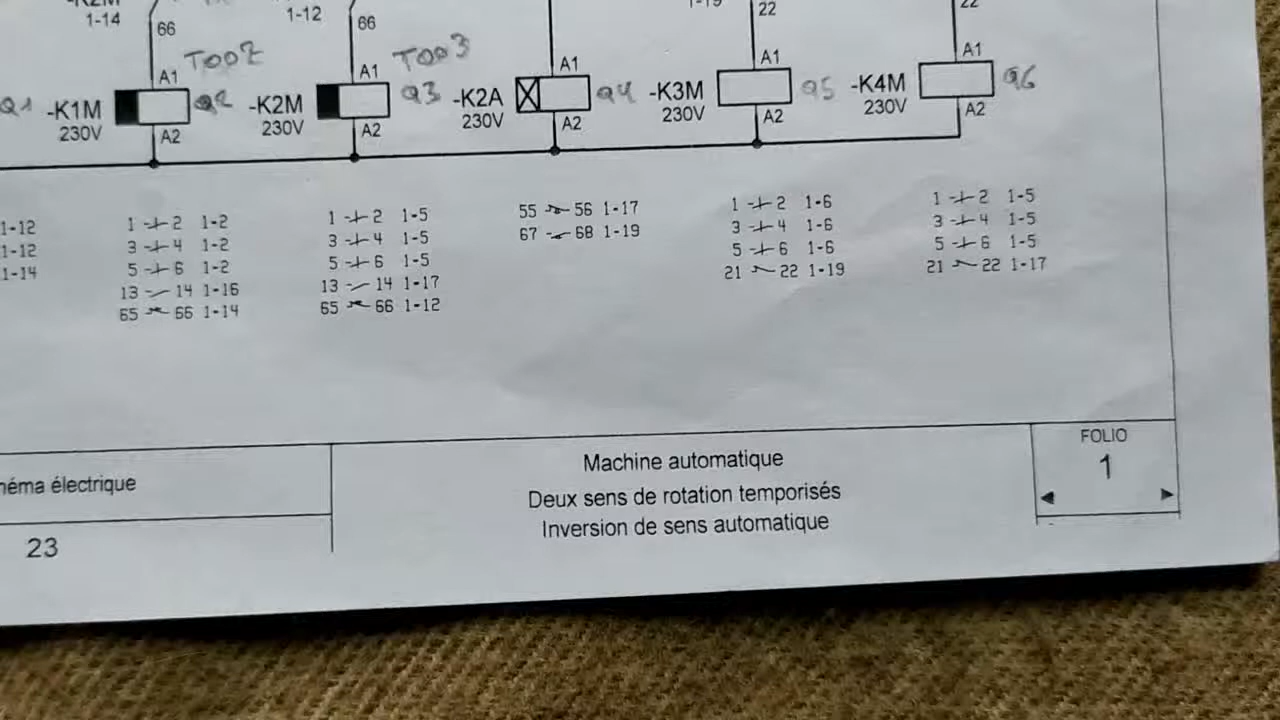 1-14
66
1-12
66
1-19
22
22
T002
T003
A1
A1
A1
A1
A1
Q1
-K1M
230V
Q2
-K2M
230V
Q3
-K2A
230V
Q4
-K3M
230V
Q5
-K4M
230V
Q6
A2
A2
A2
A2
A2
1-12
1-12
1-14
1 2 1-2
3 4 1-2
5 6 1-2
13 14 1-16
65 66 1-14
1 2 1-5
3 4 1-5
5 6 1-5
13 14 1-17
65 66 1-12
55 56 1-17
67 68 1-19
1 2 1-6
3 4 1-6
5 6 1-6
21 22 1-19
1 2 1-5
3 4 1-5
5 6 1-5
21 22 1-17
héma électrique
23
Machine automatique
Deux sens de rotation temporisés
Inversion de sens automatique
FOLIO
1